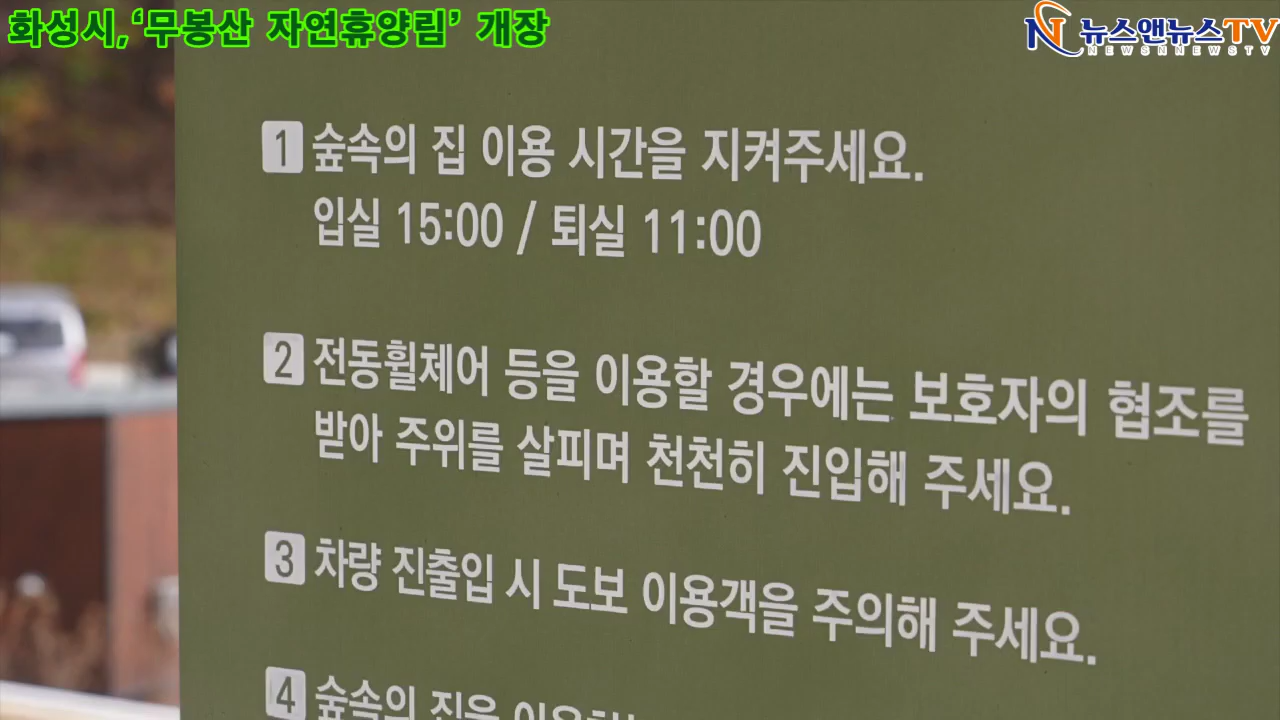 화성시,‘무봉산 자연휴양림’ 개장
뉴스앤뉴스TV
NEWSNNEWSTV
1 숲속의 집 이용 시간을 지켜주세요.
입실 15:00 / 퇴실 11:00
2 전동휠체어 등을 이용할 경우에는 보호자의 협조를
받아 주위를 살피며 천천히 진입해 주세요.
3 차량 진출입 시 도보 이용객을 주의해 주세요.
4 숲속의 집을